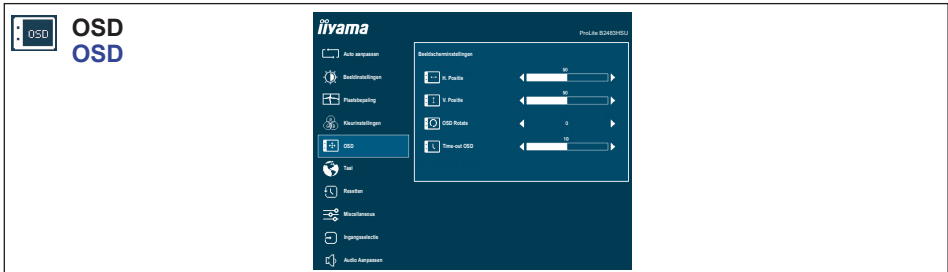 OSD
OSD
OSD
iiyama
ProLite B2483HSU
Auto aanpassen
Beeldinstellingen
Plaatsbepaling
Kleurinstellingen
OSD
Taal
Resetten
Miscellaneous
Ingangsselectie
Audio Aanpassen
Beeldscherminstellingen
H. Positie
50
V. Positie
50
OSD Rotate
0
Time-out OSD
10